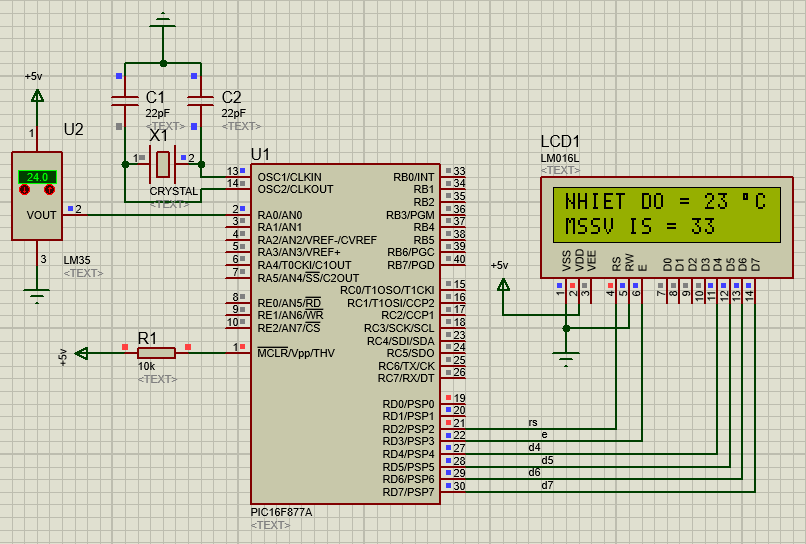 +5v
U2
1
24.0
VOUT
2
3
LM35
<TEXT>
C1
22pF
<TEXT>
C2
22pF
<TEXT>
X1
1
2
CRYSTAL
<TEXT>
R1
10k
<TEXT>
+5v
U1
13 OSC1/CLKIN
14 OSC2/CLKOUT
2 RA0/AN0
3 RA1/AN1
4 RA2/AN2/VREF-/CVREF
5 RA3/AN3/VREF+
6 RA4/T0CKI/C1OUT
7 RA5/AN4/SS/C2OUT
8 RE0/AN5/RD
9 RE1/AN6/WR
10 RE2/AN7/CS
1 MCLR/Vpp/THV
RB0/INT 33
RB1 34
RB2 35
RB3/PGM 36
RB4 37
RB5 38
RB6/PGC 39
RB7/PGD 40
RC0/T1OSO/T1CKI 15
RC1/T1OSI/CCP2 16
RC2/CCP1 17
RC3/SCK/SCL 18
RC4/SDI/SDA 23
RC5/SDO 24
RC6/TX/CK 25
RC7/RX/DT 26
RD0/PSP0 19
RD1/PSP1 20
RD2/PSP2 21
RD3/PSP3 22
RD4/PSP4 27
RD5/PSP5 28
RD6/PSP6 29
RD7/PSP7 30
PIC16F877A
<TEXT>
rs
e
d4
d5
d6
d7
LCD1
LM016L
<TEXT>
NHIET DO = 23 °C
MSSV IS = 33
VSS VDD VEE RS RW E D0 D1 D2 D3 D4 D5 D6 D7
1 2 3 4 5 6 7 8 9 10 11 12 13 14
+5v